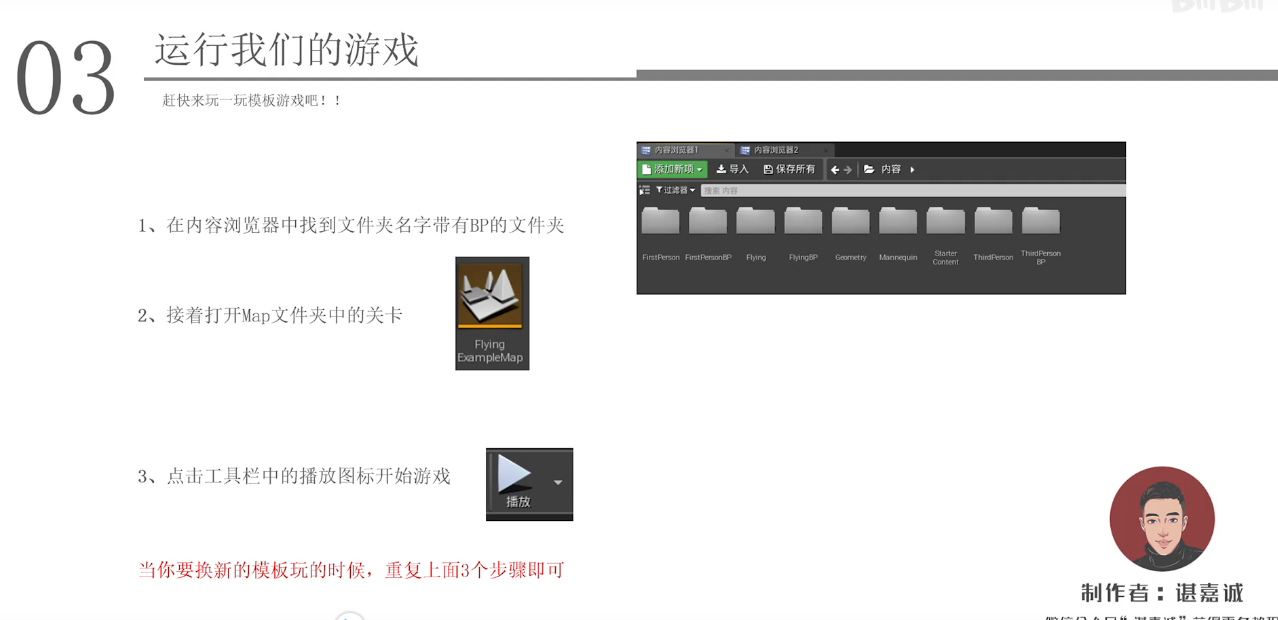 BiliBili
03
运行我们的游戏
赶快来玩一玩模板游戏吧！！
内容浏览器1
内容浏览器2
添加新项
导入
保存所有
内容
过滤器
搜索 内容
FirstPerson
FirstPersonBP
Flying
FlyingBP
Geometry
Mannequin
Starter
Content
ThirdPerson
ThirdPerson
BP
1、在内容浏览器中找到文件夹名字带有BP的文件夹
2、接着打开Map文件夹中的关卡
Flying
ExampleMap
3、点击工具栏中的播放图标开始游戏
播放
当你要换新的模板玩的时候，重复上面3个步骤即可
制作者：谌嘉诚